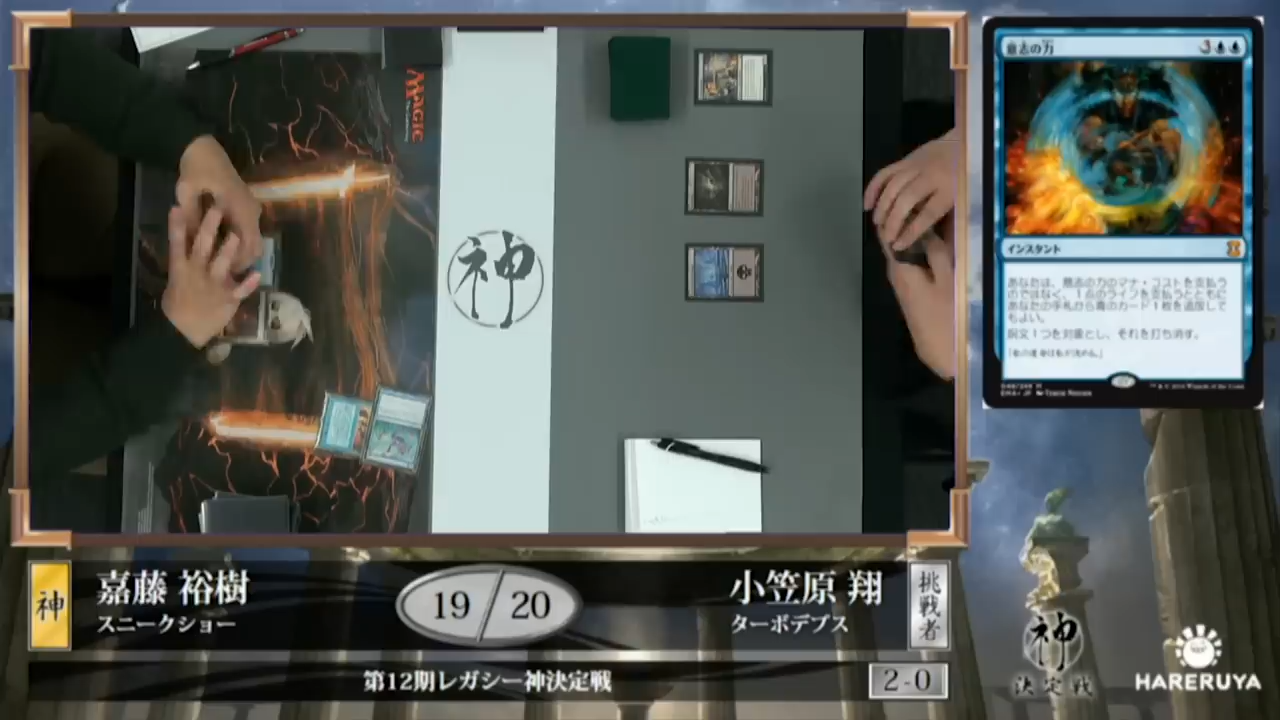 意志の力
3
インスタント
あなたは、意志の力のマナ・コストを支払う
のではなく、1点のライフを支払うとともに
あなたの手札から青のカード1枚を追放して
もよい。
呪文1つを対象とし、それを打ち消す。
MAGIC
神
神
嘉藤 裕樹
スニークショー
19/20
小笠原 翔
ターボデプス
挑戦者
第12期レガシー神決定戦
2-0
神
決定戦
HARERUYA